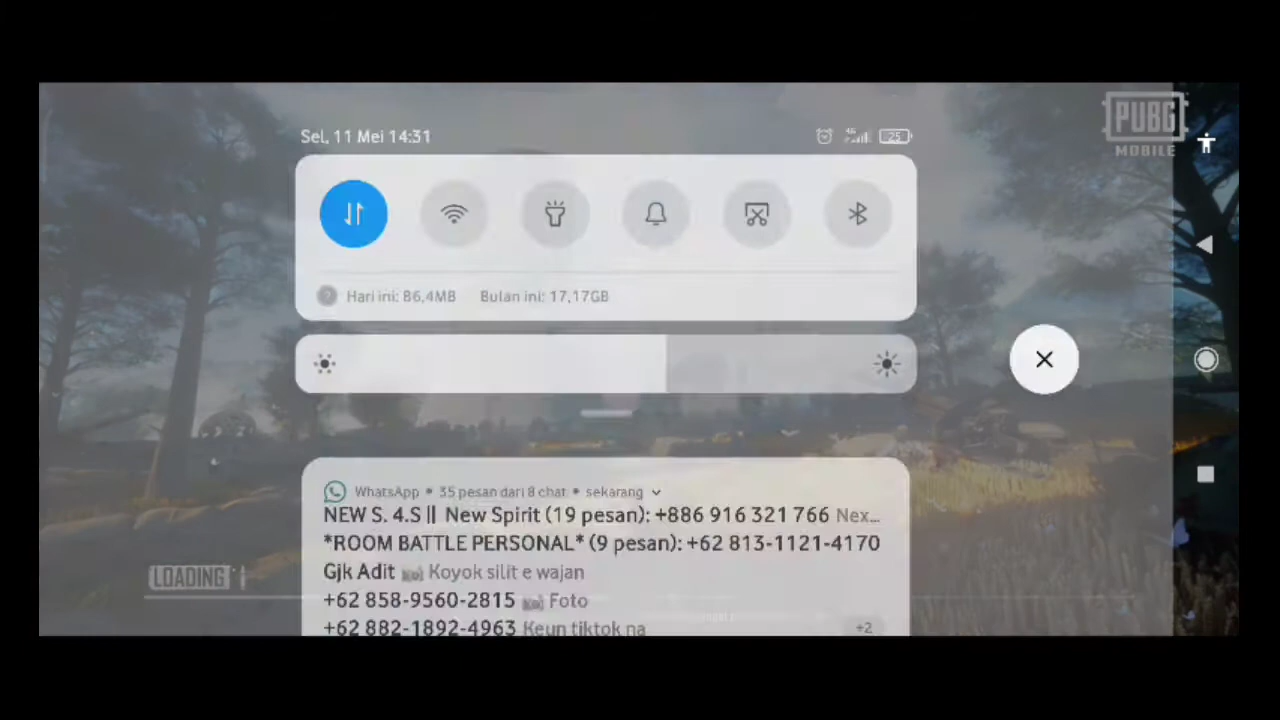 PUBG
MOBILE
Sel, 11 Mei 14:31
4G
25
Hari ini: 86,4MB Bulan ini: 17,17GB
WhatsApp • 35 pesan dari 8 chat • sekarang
NEW S. 4.S || New Spirit (19 pesan): +886 916 321 766 Nex...
*ROOM BATTLE PERSONAL* (9 pesan): +62 813-1121-4170
Gjk Adit 📷 Koyok silit e wajan
+62 858-9560-2815 📷 Foto
+62 882-1892-4963 Keun tiktok na
+2
LOADING